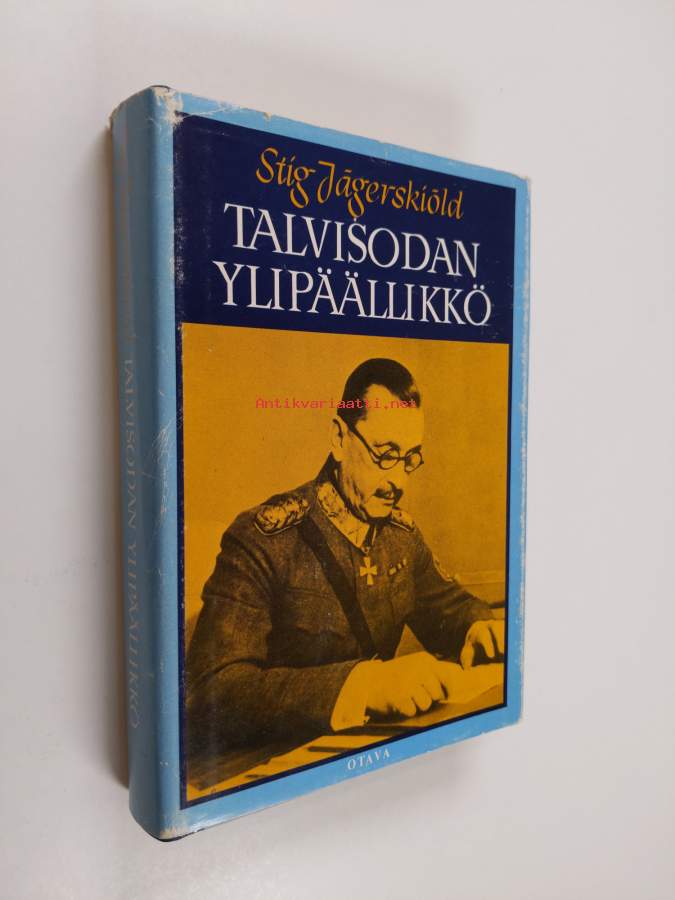 Stig Jägerskiöld
TALVISODAN
YLIPÄÄLLIKKÖ
Antikvariaatti.net
OTAVA
TALVISODAN YLIPÄÄLLIKKÖ